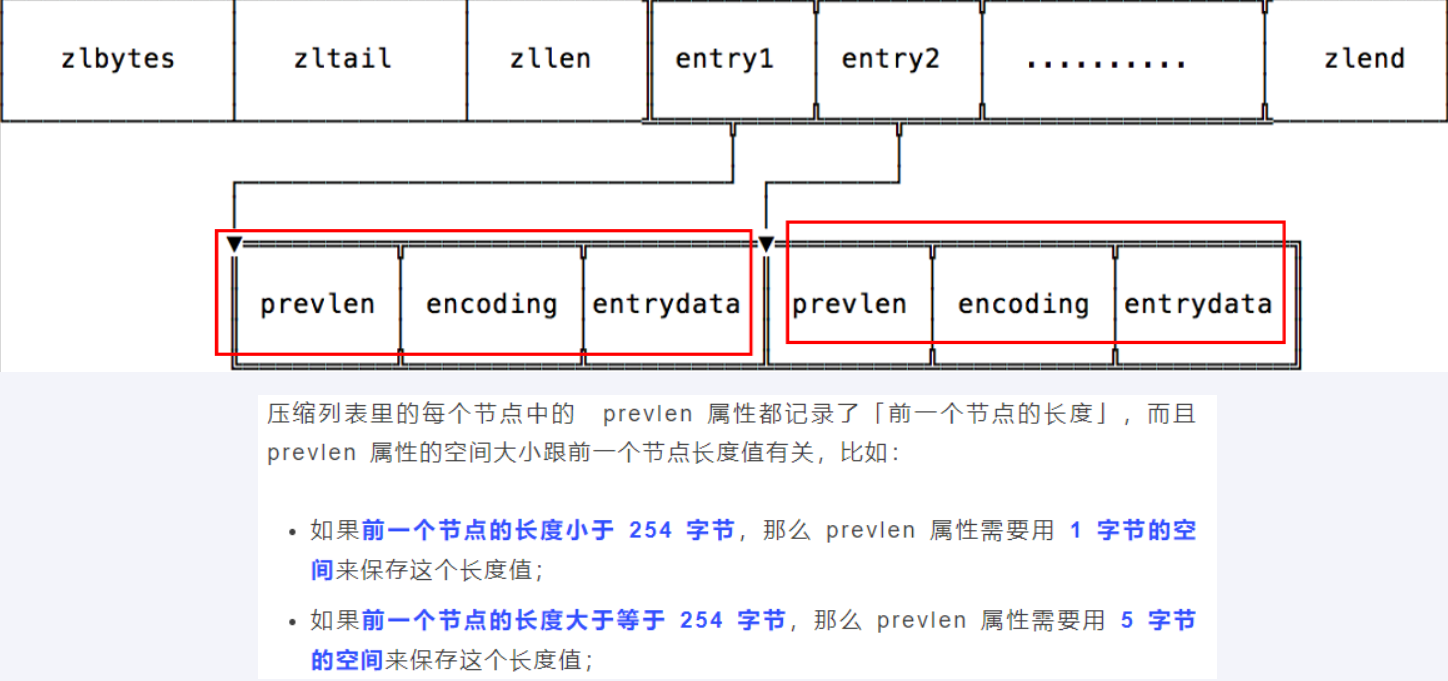 zlbytes zltail zllen entry1 entry2 .......... zlend
prevlen encoding entrydata prevlen encoding entrydata
压缩列表里的每个节点中的 prevlen 属性都记录了「前一个节点的长度」，而且
prevlen 属性的空间大小跟前一个节点长度值有关，比如：
• 如果前一个节点的长度小于 254 字节，那么 prevlen 属性需要用 1 字节的空
间来保存这个长度值；
• 如果前一个节点的长度大于等于 254 字节，那么 prevlen 属性需要用 5 字节
的空间来保存这个长度值；